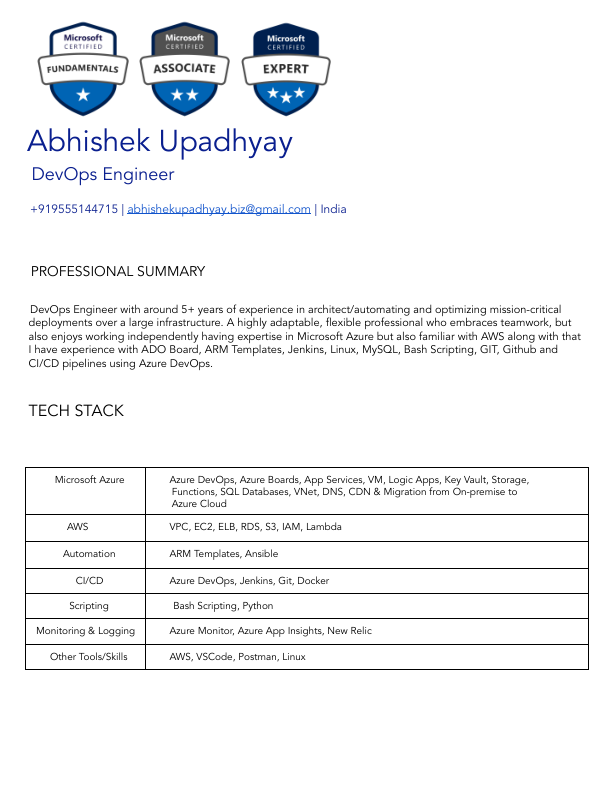 Microsoft
CERTIFIED
FUNDAMENTALS
Microsoft
CERTIFIED
ASSOCIATE
Microsoft
CERTIFIED
EXPERT
Abhishek Upadhyay
DevOps Engineer
+919555144715 | abhishekupadhyay.biz@gmail.com | India
PROFESSIONAL SUMMARY
DevOps Engineer with around 5+ years of experience in architect/automating and optimizing mission-critical
deployments over a large infrastructure. A highly adaptable, flexible professional who embraces teamwork, but
also enjoys working independently having expertise in Microsoft Azure but also familiar with AWS along with that
I have experience with ADO Board, ARM Templates, Jenkins, Linux, MySQL, Bash Scripting, GIT, Github and
CI/CD pipelines using Azure DevOps.
TECH STACK
Microsoft Azure Azure DevOps, Azure Boards, App Services, VM, Logic Apps, Key Vault, Storage,
Functions, SQL Databases, VNet, DNS, CDN & Migration from On-premise to
Azure Cloud
AWS VPC, EC2, ELB, RDS, S3, IAM, Lambda
Automation ARM Templates, Ansible
CI/CD Azure DevOps, Jenkins, Git, Docker
Scripting Bash Scripting, Python
Monitoring & Logging Azure Monitor, Azure App Insights, New Relic
Other Tools/Skills AWS, VSCode, Postman, Linux